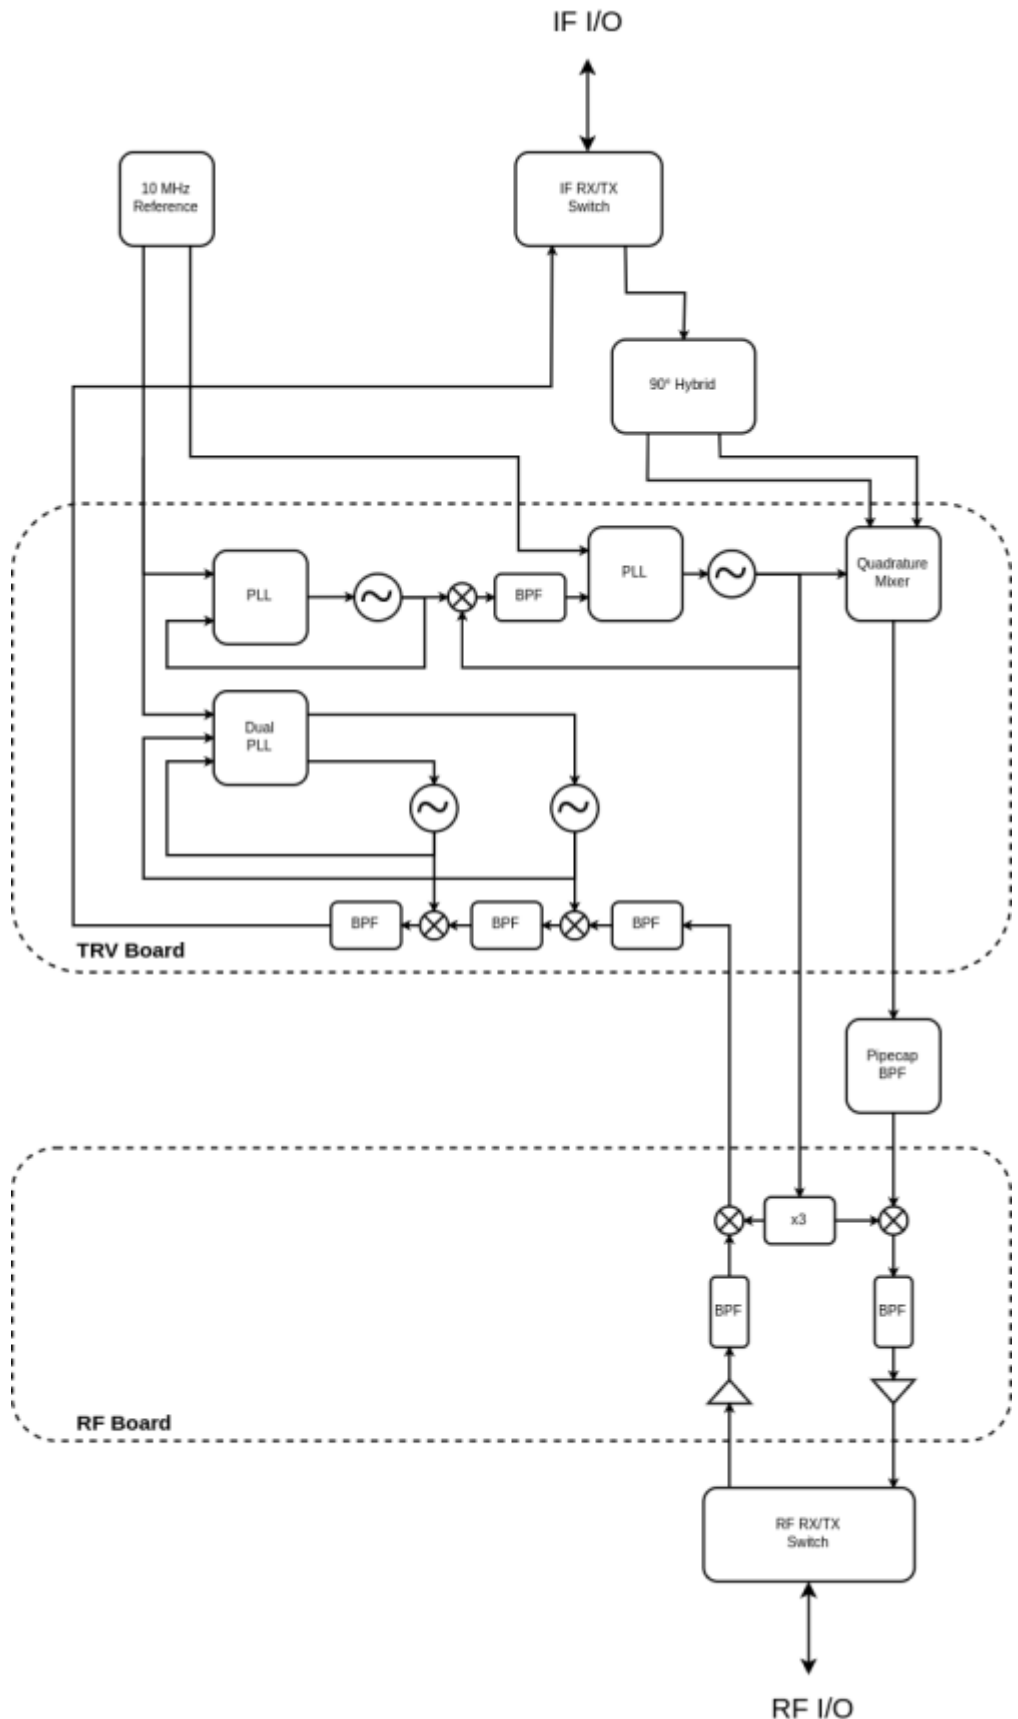 IF I/O
10 MHz
Reference
IF RX/TX
Switch
90° Hybrid
PLL
BPF
PLL
Quadrature
Mixer
Dual
PLL
BPF
BPF
BPF
TRV Board
Pipecap
BPF
x3
BPF
BPF
RF Board
RF RX/TX
Switch
RF I/O